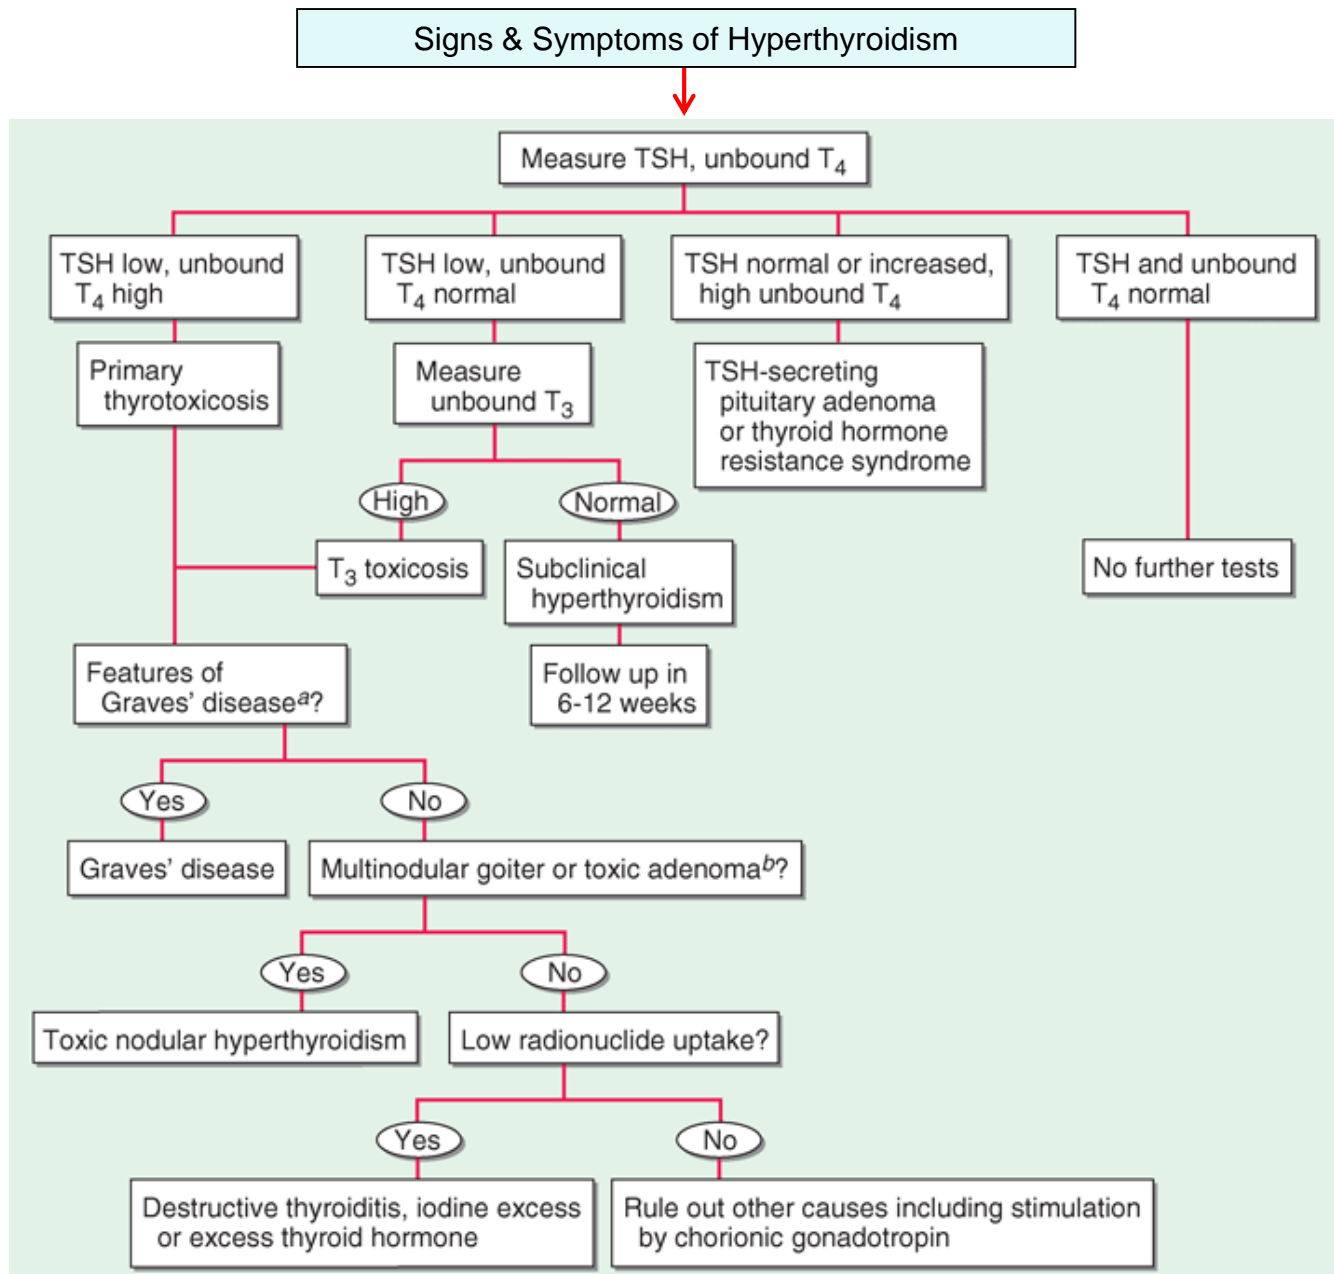 Signs & Symptoms of Hyperthyroidism
Measure TSH, unbound T4
TSH low, unbound
T4 high
TSH low, unbound
T4 normal
TSH normal or increased,
high unbound T4
TSH and unbound
T4 normal
Primary
thyrotoxicosis
Measure
unbound T3
TSH-secreting
pituitary adenoma
or thyroid hormone
resistance syndrome
High
Normal
T3 toxicosis
Subclinical
hyperthyroidism
No further tests
Features of
Graves' diseasea?
Follow up in
6-12 weeks
Yes
No
Graves' disease
Multinodular goiter or toxic adenomab?
Yes
No
Toxic nodular hyperthyroidism
Low radionuclide uptake?
Yes
No
Destructive thyroiditis, iodine excess
or excess thyroid hormone
Rule out other causes including stimulation
by chorionic gonadotropin